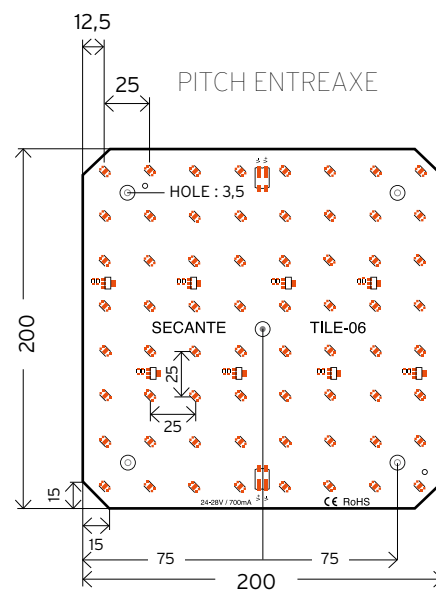 12,5
25
PITCH ENTREAXE
HOLE : 3,5
200
SECANTE TILE-06
25
25
15
24-28V / 700mA
CE RoHS
15
75
75
200